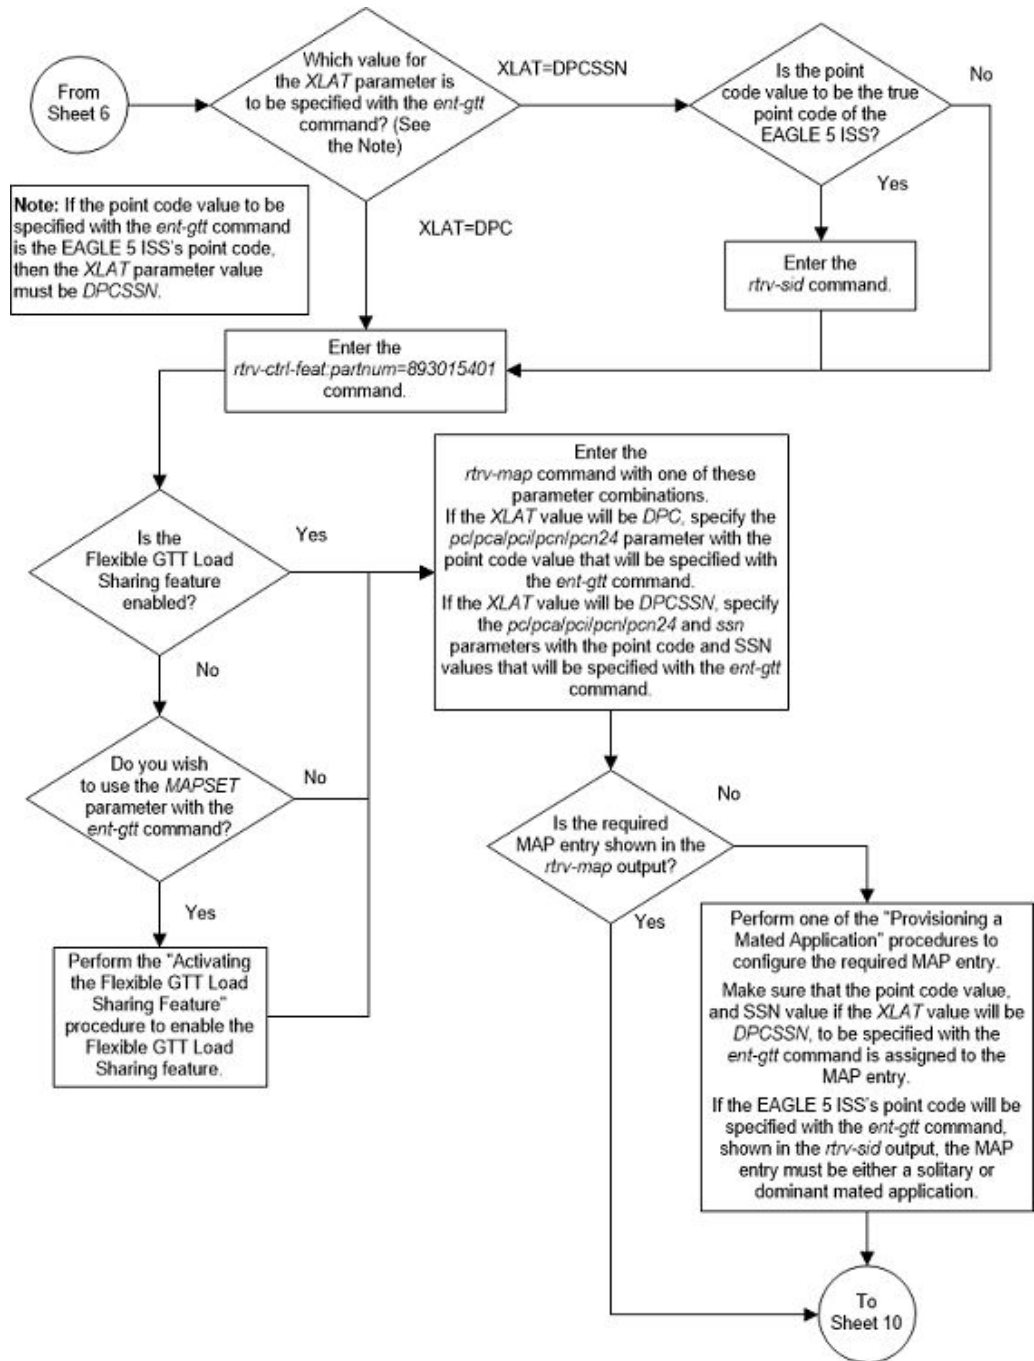 From
Sheet 6
Which value for
the XLAT parameter is
to be specified with the ent-gtt
command? (See
the Note)
XLAT=DPCSSN
Is the point
code value to be the true
point code of the
EAGLE 5 ISS?
No
Yes
Note: If the point code value to be
specified with the ent-gtt command
is the EAGLE 5 ISS's point code,
then the XLAT parameter value
must be DPCSSN.
XLAT=DPC
Enter the
rtrv-sid command.
Enter the
rtrv-ctrl-feat:partnum=893015401
command.
Is the
Flexible GTT Load
Sharing feature
enabled?
Yes
No
Enter the
rtrv-map command with one of these
parameter combinations.
If the XLAT value will be DPC, specify the
pc/pca/pci/pcn/pcn24 parameter with the
point code value that will be specified with
the ent-gtt command.
If the XLAT value will be DPCSSN, specify
the pc/pca/pci/pcn/pcn24 and ssn
parameters with the point code and SSN
values that will be specified with the ent-gtt
command.
Do you wish
to use the MAPSET
parameter with the
ent-gtt command?
No
Yes
Perform the "Activating
the Flexible GTT Load
Sharing Feature"
procedure to enable the
Flexible GTT Load
Sharing feature.
Is the required
MAP entry shown in the
rtrv-map output?
No
Yes
Perform one of the "Provisioning a
Mated Application" procedures to
configure the required MAP entry.
Make sure that the point code value,
and SSN value if the XLAT value will be
DPCSSN, to be specified with the
ent-gtt command is assigned to the
MAP entry.
If the EAGLE 5 ISS's point code will be
specified with the ent-gtt command,
shown in the rtrv-sid output, the MAP
entry must be either a solitary or
dominant mated application.
To
Sheet 10